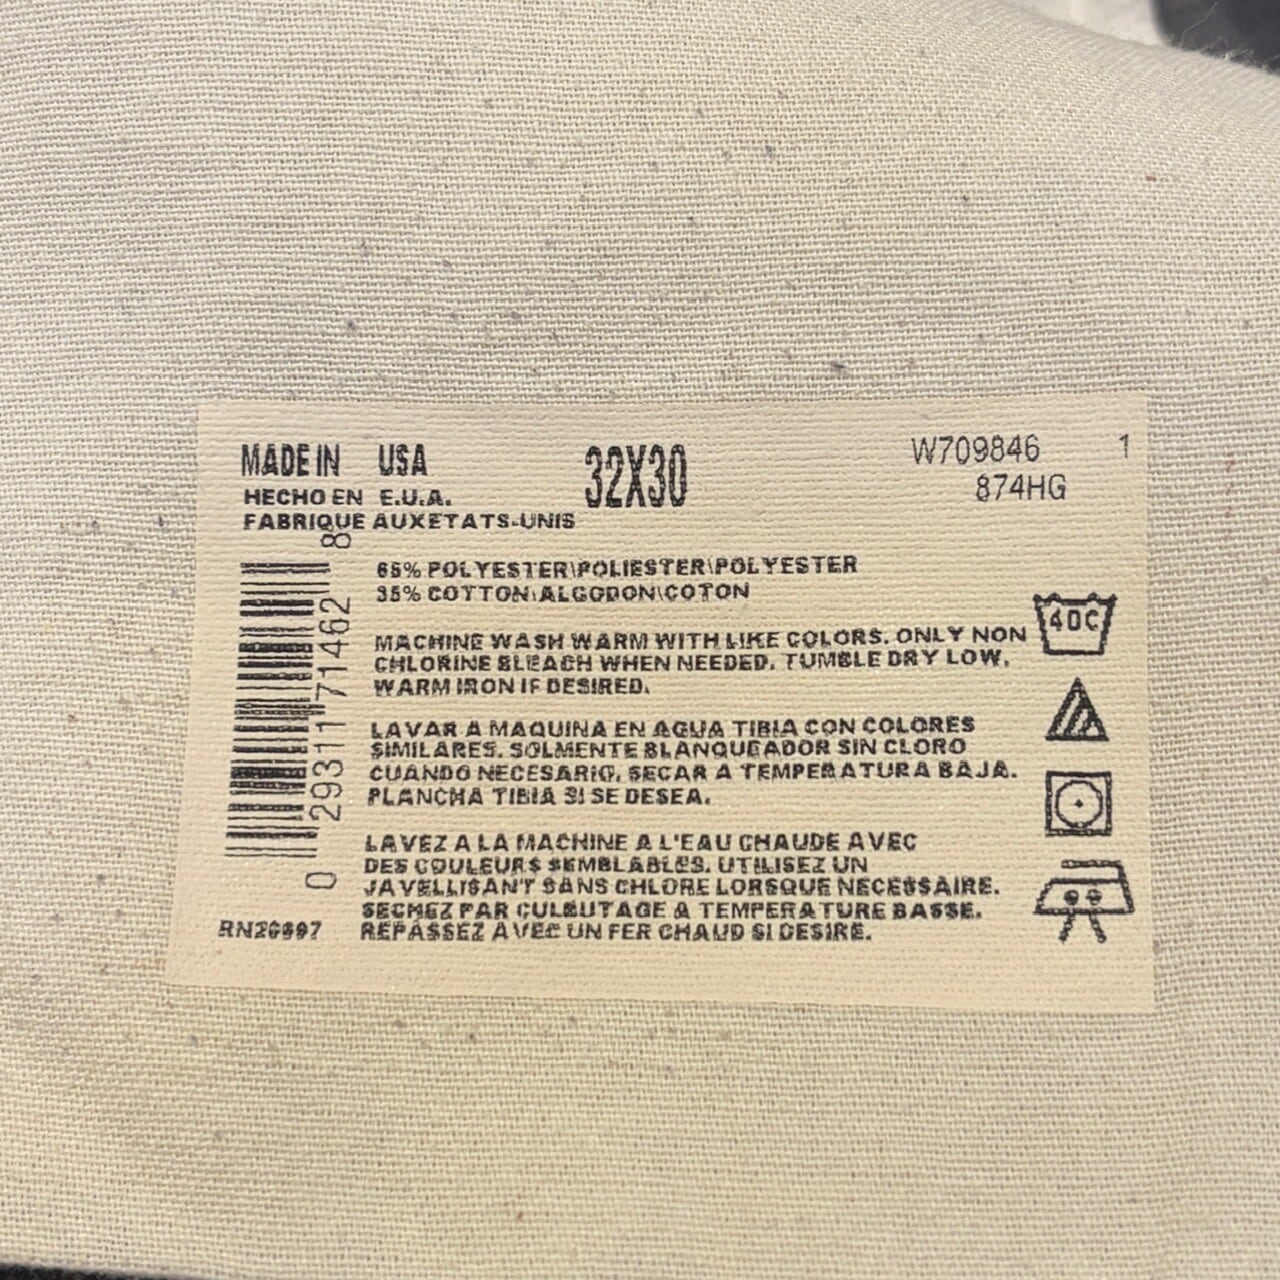 MADE IN USA 32X30 W709846 1
HECHO EN E.U.A. 874HG
FABRIQUE AUX ETATS-UNIS
65% POLYESTER\POLIESTER\POLYESTER
35% COTTON\ALGODON\COTON
MACHINE WASH WARM WITH LIKE COLORS. ONLY NON
CHLORINE BLEACH WHEN NEEDED. TUMBLE DRY LOW.
WARM IRON IF DESIRED.
LAVAR A MAQUINA EN AGUA TIBIA CON COLORES
SIMILARES. SOLMENTE BLANQUEADOR SIN CLORO
CUANDO NECESARIO. SECAR A TEMPERATURA BAJA.
PLANCHA TIBIA SI SE DESEA.
LAVEZ A LA MACHINE A L'EAU CHAUDE AVEC
DES COULEURS SEMBLABLES. UTILISEZ UN
JAVELLISANT SANS CHLORE LORSQUE NECESSAIRE.
SECHEZ PAR CULBUTAGE A TEMPERATURE BASSE.
REPASSEZ AVEC UN FER CHAUD SI DESIRE.
0 29311 71462 8
40C